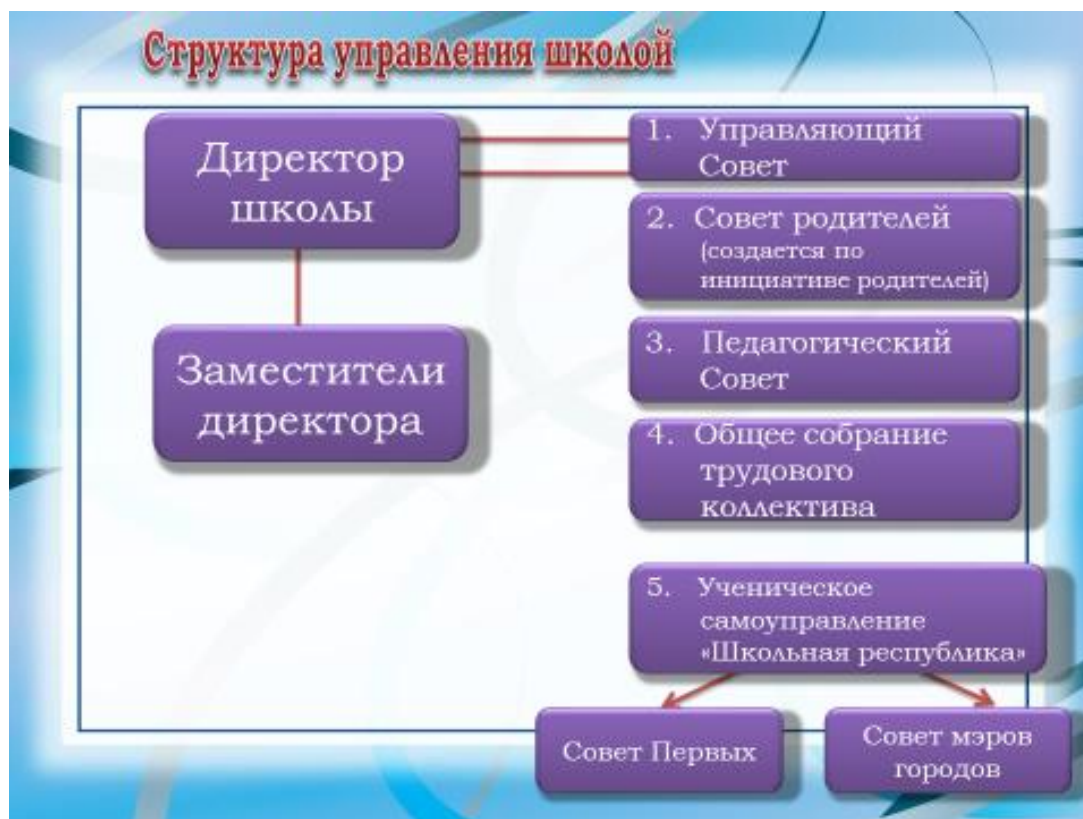 Структура управления школой
Директор
школы
Заместители
директора
1. Управляющий
Совет
2. Совет родителей
(создается по
инициативе родителей)
3. Педагогический
Совет
4. Общее собрание
трудового
коллектива
5. Ученическое
самоуправление
«Школьная республика»
Совет Первых
Совет мэров
городов